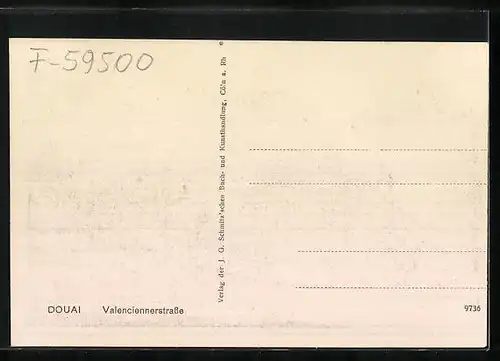 F-59500
Verlag der J. G. Schmitz'schen Buch- und Kunsthandlung, Cöln a. Rh
DOUAI Valenciennerstraße
9736